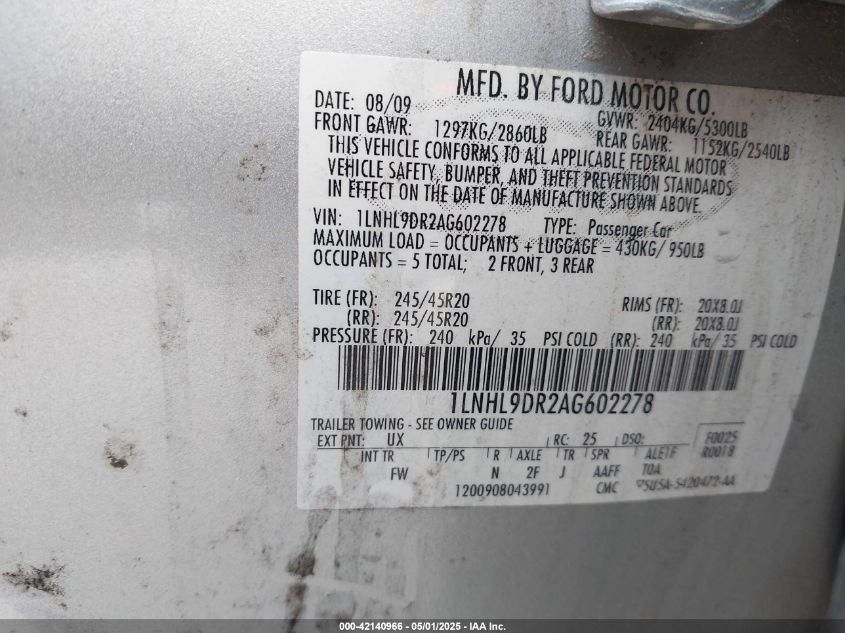 MFD. BY FORD MOTOR CO.
DATE: 08/09 GVWR: 2404KG/5300LB
FRONT GAWR: 1297KG/2860LB REAR GAWR: 1152KG/2540LB
THIS VEHICLE CONFORMS TO ALL APPLICABLE FEDERAL MOTOR
VEHICLE SAFETY, BUMPER, AND THEFT PREVENTION STANDARDS
IN EFFECT ON THE DATE OF MANUFACTURE SHOWN ABOVE.
VIN: 1LNHL9DR2AG602278 TYPE: Passenger Car
MAXIMUM LOAD = OCCUPANTS + LUGGAGE = 430KG/ 950LB
OCCUPANTS = 5 TOTAL; 2 FRONT, 3 REAR
TIRE (FR): 245/45R20 RIMS (FR): 20X8.0J
(RR): 245/45R20 (RR): 20X8.0J
PRESSURE (FR): 240 kPa/ 35 PSI COLD (RR): 240 kPa/ 35 PSI COLD
1LNHL9DR2AG602278
TRAILER TOWING - SEE OWNER GUIDE
EXT PNT: UX RC: 25 DSO: F0025
R0018
INT TR TP/PS R AXLE TR SPR
FW N 2F J AAFF TOA
1200908043991 CMC
000-42140966 - 05/01/2025 - IAA Inc.